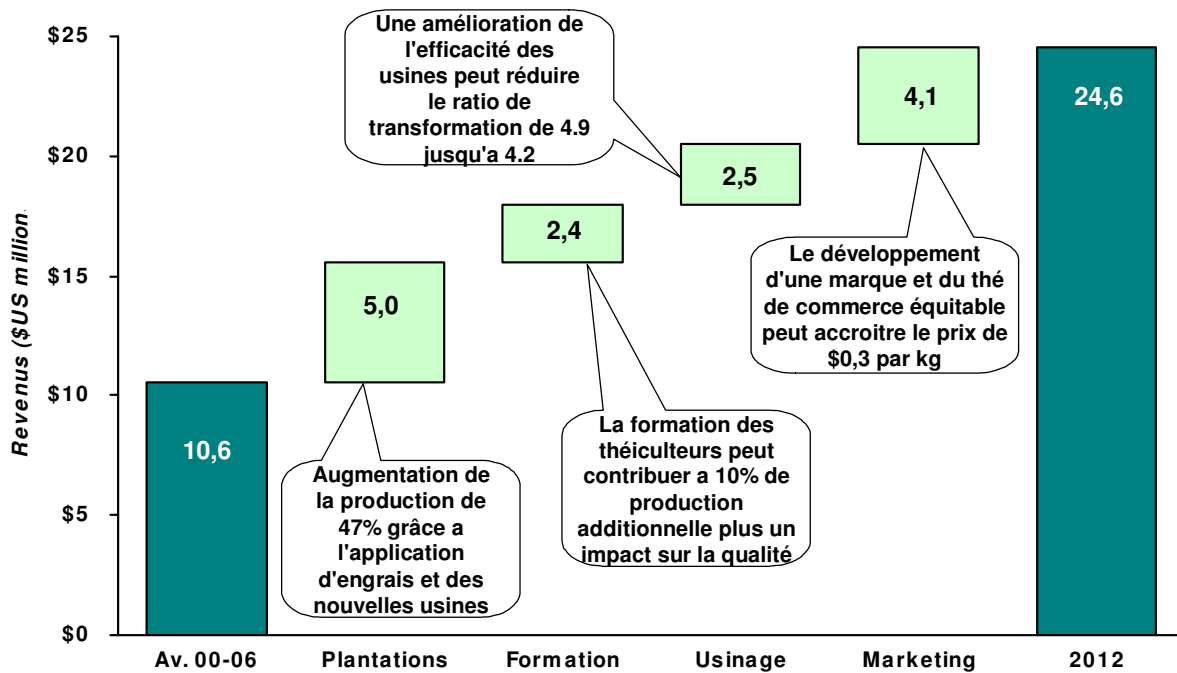 Revenus ($US million
$25
$20
$15
$10
$5
$0
Une amélioration de
l'efficacité des
usines peut réduire
le ratio de
transformation de 4.9
jusqu'a 4.2
4,1
24,6
2,5
2,4
5,0
10,6
Le développement
d'une marque et du thé
de commerce équitable
peut accroitre le prix de
$0,3 par kg
La formation des
théiculteurs peut
contribuer a 10% de
production
additionnelle plus un
impact sur la qualité
Augmentation de
la production de
47% grâce a
l'application
d'engrais et des
nouvelles usines
Av. 00-06
Plantations
Formation
Usinage
Marketing
2012